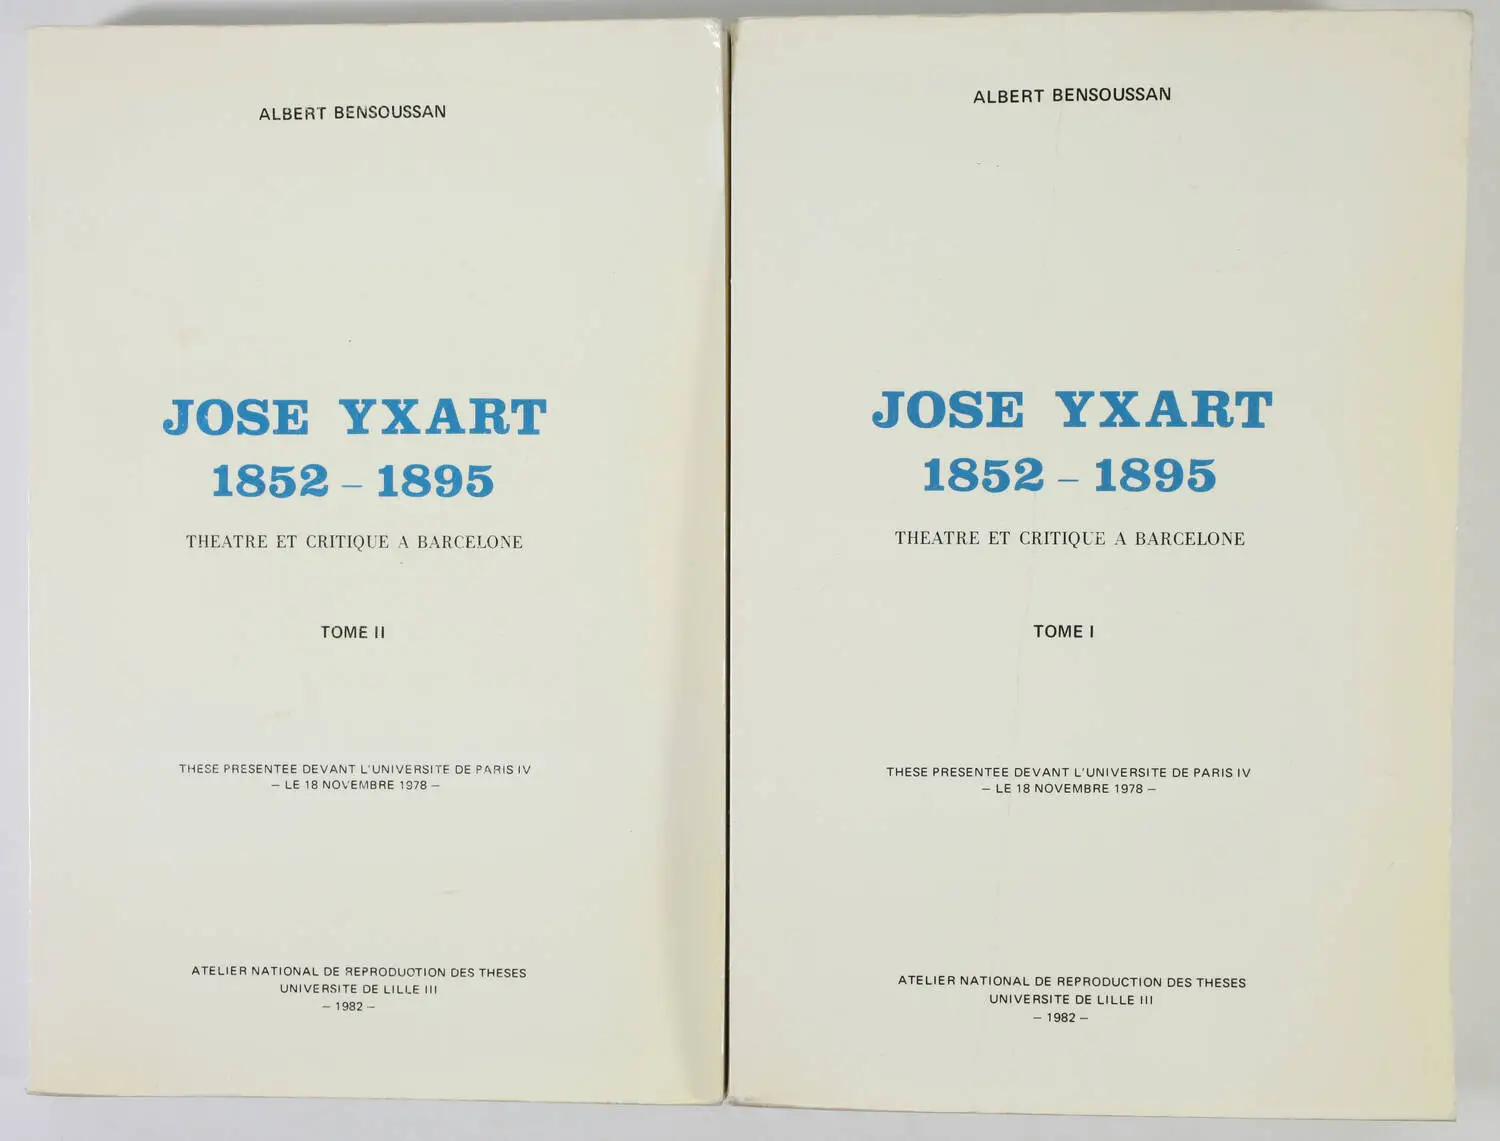 ALBERT BENSOUSSAN
JOSE YXART
1852 – 1895
THEATRE ET CRITIQUE A BARCELONE
TOME II
THESE PRESENTEE DEVANT L'UNIVERSITE DE PARIS IV
– LE 18 NOVEMBRE 1978 –
ATELIER NATIONAL DE REPRODUCTION DES THESES
UNIVERSITE DE LILLE III
– 1982 –
ALBERT BENSOUSSAN
JOSE YXART
1852 – 1895
THEATRE ET CRITIQUE A BARCELONE
TOME I
THESE PRESENTEE DEVANT L'UNIVERSITE DE PARIS IV
– LE 18 NOVEMBRE 1978 –
ATELIER NATIONAL DE REPRODUCTION DES THESES
UNIVERSITE DE LILLE III
– 1982 –